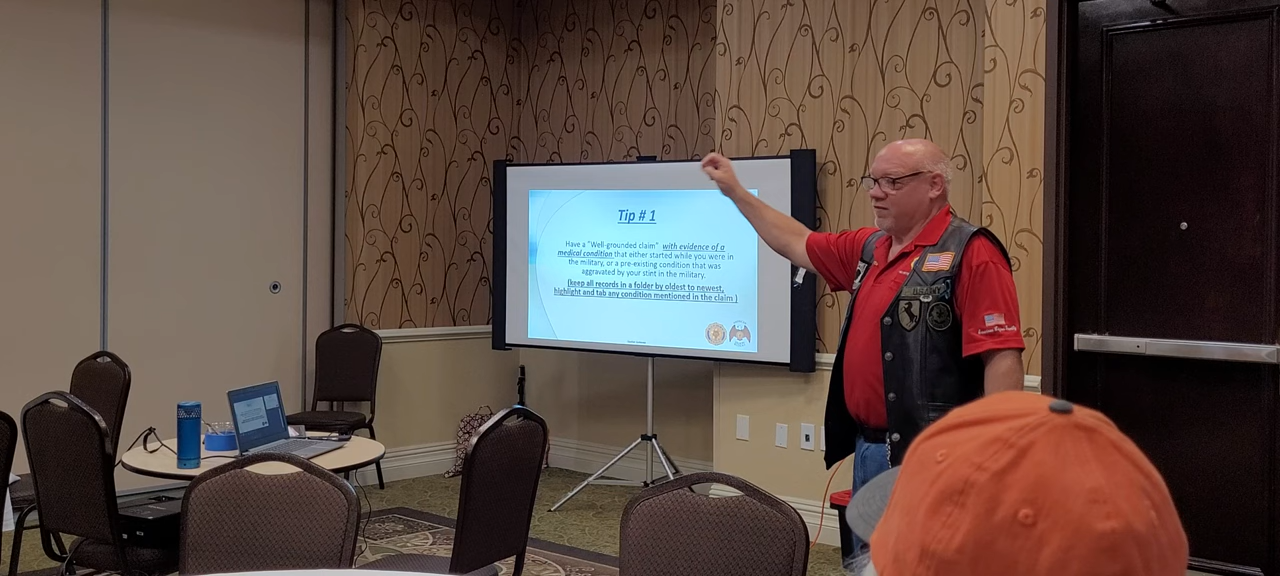 Tip # 1
Have a "Well-grounded claim" with evidence of a
medical condition that either started while you were in
the military, or a pre-existing condition that was
aggravated by your stint in the military.
(keep all records in a folder by oldest to newest,
highlight and tab any condition mentioned in the claim )